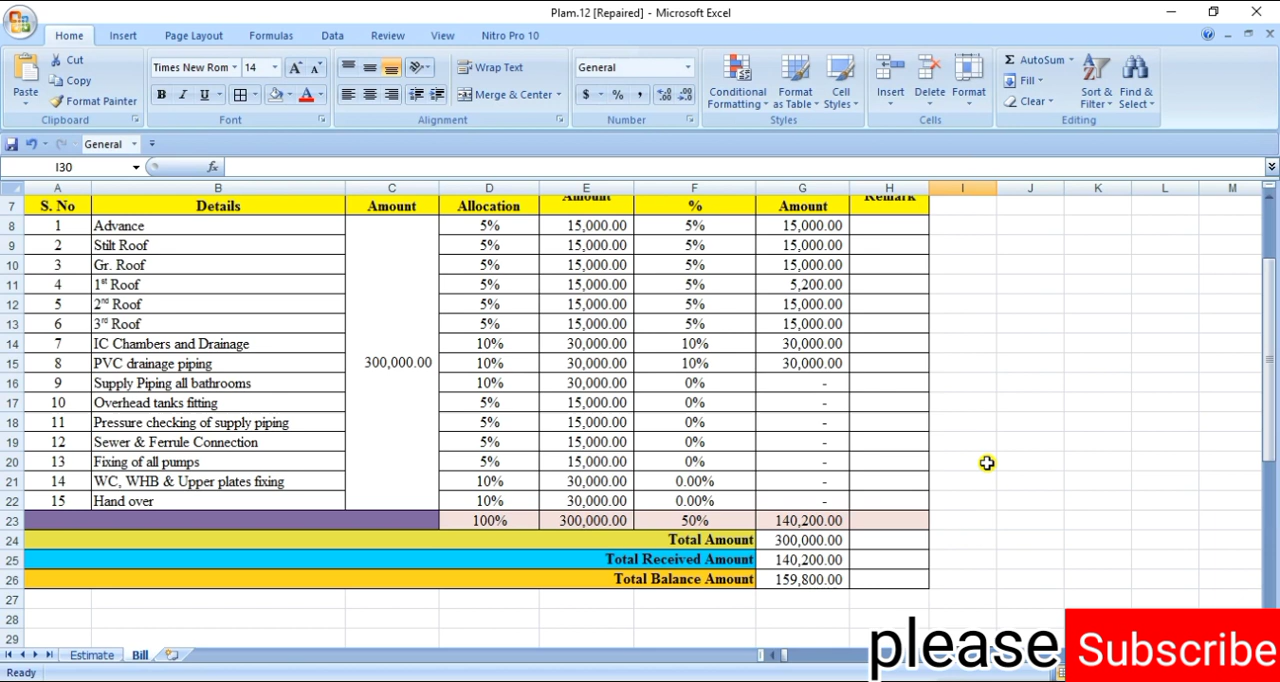 Plam.12 [Repaired] - Microsoft Excel
Home Insert Page Layout Formulas Data Review View Nitro Pro 10
Paste Cut Copy Format Painter Clipboard
Times New Rom 14 B I U A Font
Wrap Text Merge & Center Alignment
General $ % , Number
Conditional Formatting Format as Table Cell Styles Styles
Insert Delete Format Cells
Σ AutoSum Fill Clear Sort & Filter Find & Select Editing
General
I30 fx
A B C D E F G H I J K L M
7 S. No Details Amount Allocation Amount % Amount Remark
8 1 Advance 5% 15,000.00 5% 15,000.00
9 2 Stilt Roof 5% 15,000.00 5% 15,000.00
10 3 Gr. Roof 5% 15,000.00 5% 15,000.00
11 4 1st Roof 5% 15,000.00 5% 5,200.00
12 5 2nd Roof 5% 15,000.00 5% 15,000.00
13 6 3rd Roof 5% 15,000.00 5% 15,000.00
14 7 IC Chambers and Drainage 10% 30,000.00 10% 30,000.00
15 8 PVC drainage piping 300,000.00 10% 30,000.00 10% 30,000.00
16 9 Supply Piping all bathrooms 10% 30,000.00 0% -
17 10 Overhead tanks fitting 5% 15,000.00 0% -
18 11 Pressure checking of supply piping 5% 15,000.00 0% -
19 12 Sewer & Ferrule Connection 5% 15,000.00 0% -
20 13 Fixing of all pumps 5% 15,000.00 0% -
21 14 WC, WHB & Upper plates fixing 10% 30,000.00 0.00% -
22 15 Hand over 10% 30,000.00 0.00% -
23 100% 300,000.00 50% 140,200.00
24 Total Amount 300,000.00
25 Total Received Amount 140,200.00
26 Total Balance Amount 159,800.00
27
28
29
Estimate Bill
please Subscribe
Ready